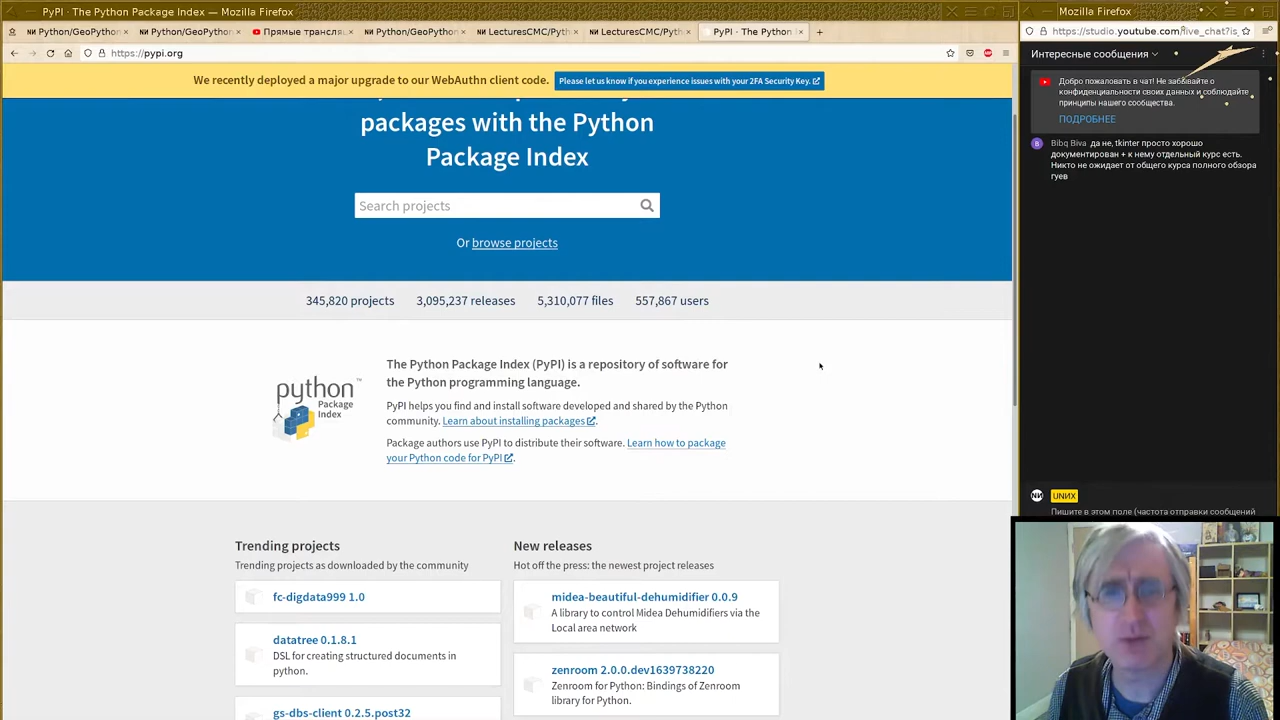 PyPI · The Python Package Index — Mozilla Firefox
Python/GeoPython
Python/GeoPython
Прямые трансляц
Python/GeoPython
LecturesCMC/Pyth
LecturesCMC/Pyth
PyPI · The Python I
https://pypi.org
We recently deployed a major upgrade to our WebAuthn client code. Please let us know if you experience issues with your 2FA Security Key.
packages with the Python
Package Index
Search projects
Or browse projects
345,820 projects 3,095,237 releases 5,310,077 files 557,867 users
python
Package
Index
The Python Package Index (PyPI) is a repository of software for
the Python programming language.
PyPI helps you find and install software developed and shared by the Python
community. Learn about installing packages.
Package authors use PyPI to distribute their software. Learn how to package
your Python code for PyPI.
Trending projects
Trending projects as downloaded by the community
fc-digdata999 1.0
datatree 0.1.8.1
DSL for creating structured documents in
python.
gs-dbs-client 0.2.5.post32
New releases
Hot off the press: the newest project releases
midea-beautiful-dehumidifier 0.0.9
A library to control Midea Dehumidifiers via the
Local area network
zenroom 2.0.0.dev1639738220
Zenroom for Python: Bindings of Zenroom
library for Python.
Mozilla Firefox
https://studio.youtube.com/live_chat?is_
Интересные сообщения
Добро пожаловать в чат! Не забывайте о
конфиденциальности своих данных и соблюдайте
принципы нашего сообщества.
ПОДРОБНЕЕ
B
Bibq Biva да не, tkinter просто хорошо
документирован + к нему отдельный курс есть.
Никто не ожидает от общего курса полного обзора
гуев
UNИX
Пишите в этом поле (частота отправки сообщений